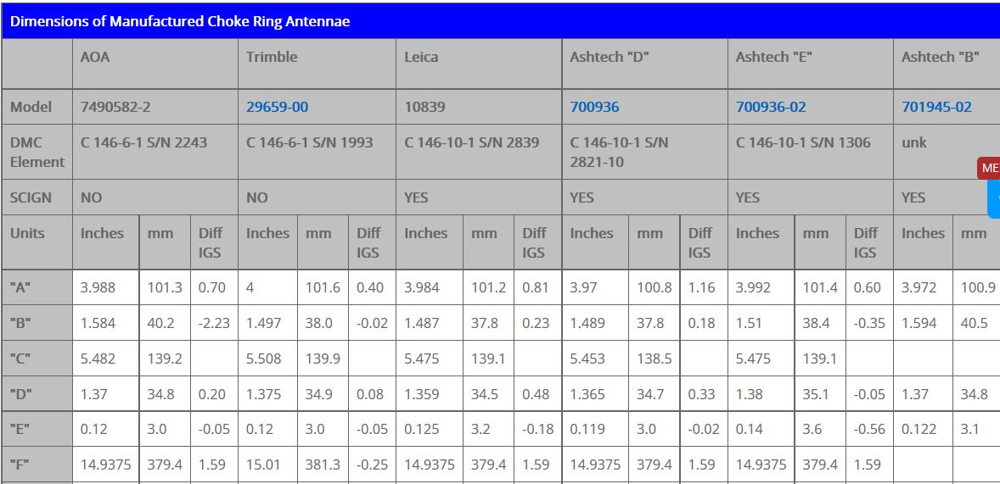 Dimensions of Manufactured Choke Ring Antennae
AOA Trimble Leica Ashtech "D" Ashtech "E" Ashtech "B"
Model 7490582-2 29659-00 10839 700936 700936-02 701945-02
DMC Element C 146-6-1 S/N 2243 C 146-6-1 S/N 1993 C 146-10-1 S/N 2839 C 146-10-1 S/N 2821-10 C 146-10-1 S/N 1306 unk
ME
SCIGN NO NO YES YES YES YES
Units Inches mm Diff IGS Inches mm Diff IGS Inches mm Diff IGS Inches mm Diff IGS Inches mm Diff IGS Inches mm
"A" 3.988 101.3 0.70 4 101.6 0.40 3.984 101.2 0.81 3.97 100.8 1.16 3.992 101.4 0.60 3.972 100.9
"B" 1.584 40.2 -2.23 1.497 38.0 -0.02 1.487 37.8 0.23 1.489 37.8 0.18 1.51 38.4 -0.35 1.594 40.5
"C" 5.482 139.2 5.508 139.9 5.475 139.1 5.453 138.5 5.475 139.1
"D" 1.37 34.8 0.20 1.375 34.9 0.08 1.359 34.5 0.48 1.365 34.7 0.33 1.38 35.1 -0.05 1.37 34.8
"E" 0.12 3.0 -0.05 0.12 3.0 -0.05 0.125 3.2 -0.18 0.119 3.0 -0.02 0.14 3.6 -0.56 0.122 3.1
"F" 14.9375 379.4 1.59 15.01 381.3 -0.25 14.9375 379.4 1.59 14.9375 379.4 1.59 14.9375 379.4 1.59